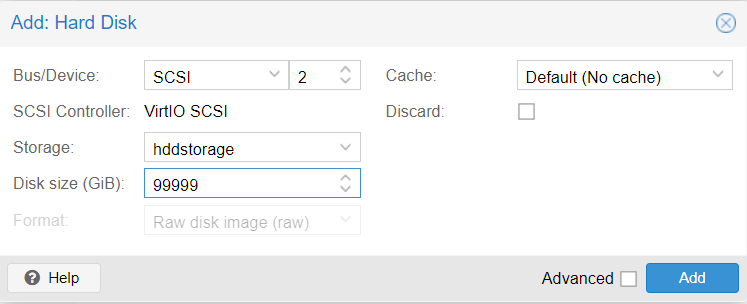 Add: Hard Disk
Bus/Device: SCSI 2 Cache: Default (No cache)
SCSI Controller: VirtIO SCSI Discard:
Storage: hddstorage
Disk size (GiB): 99999
Format: Raw disk image (raw)
? Help Advanced Add